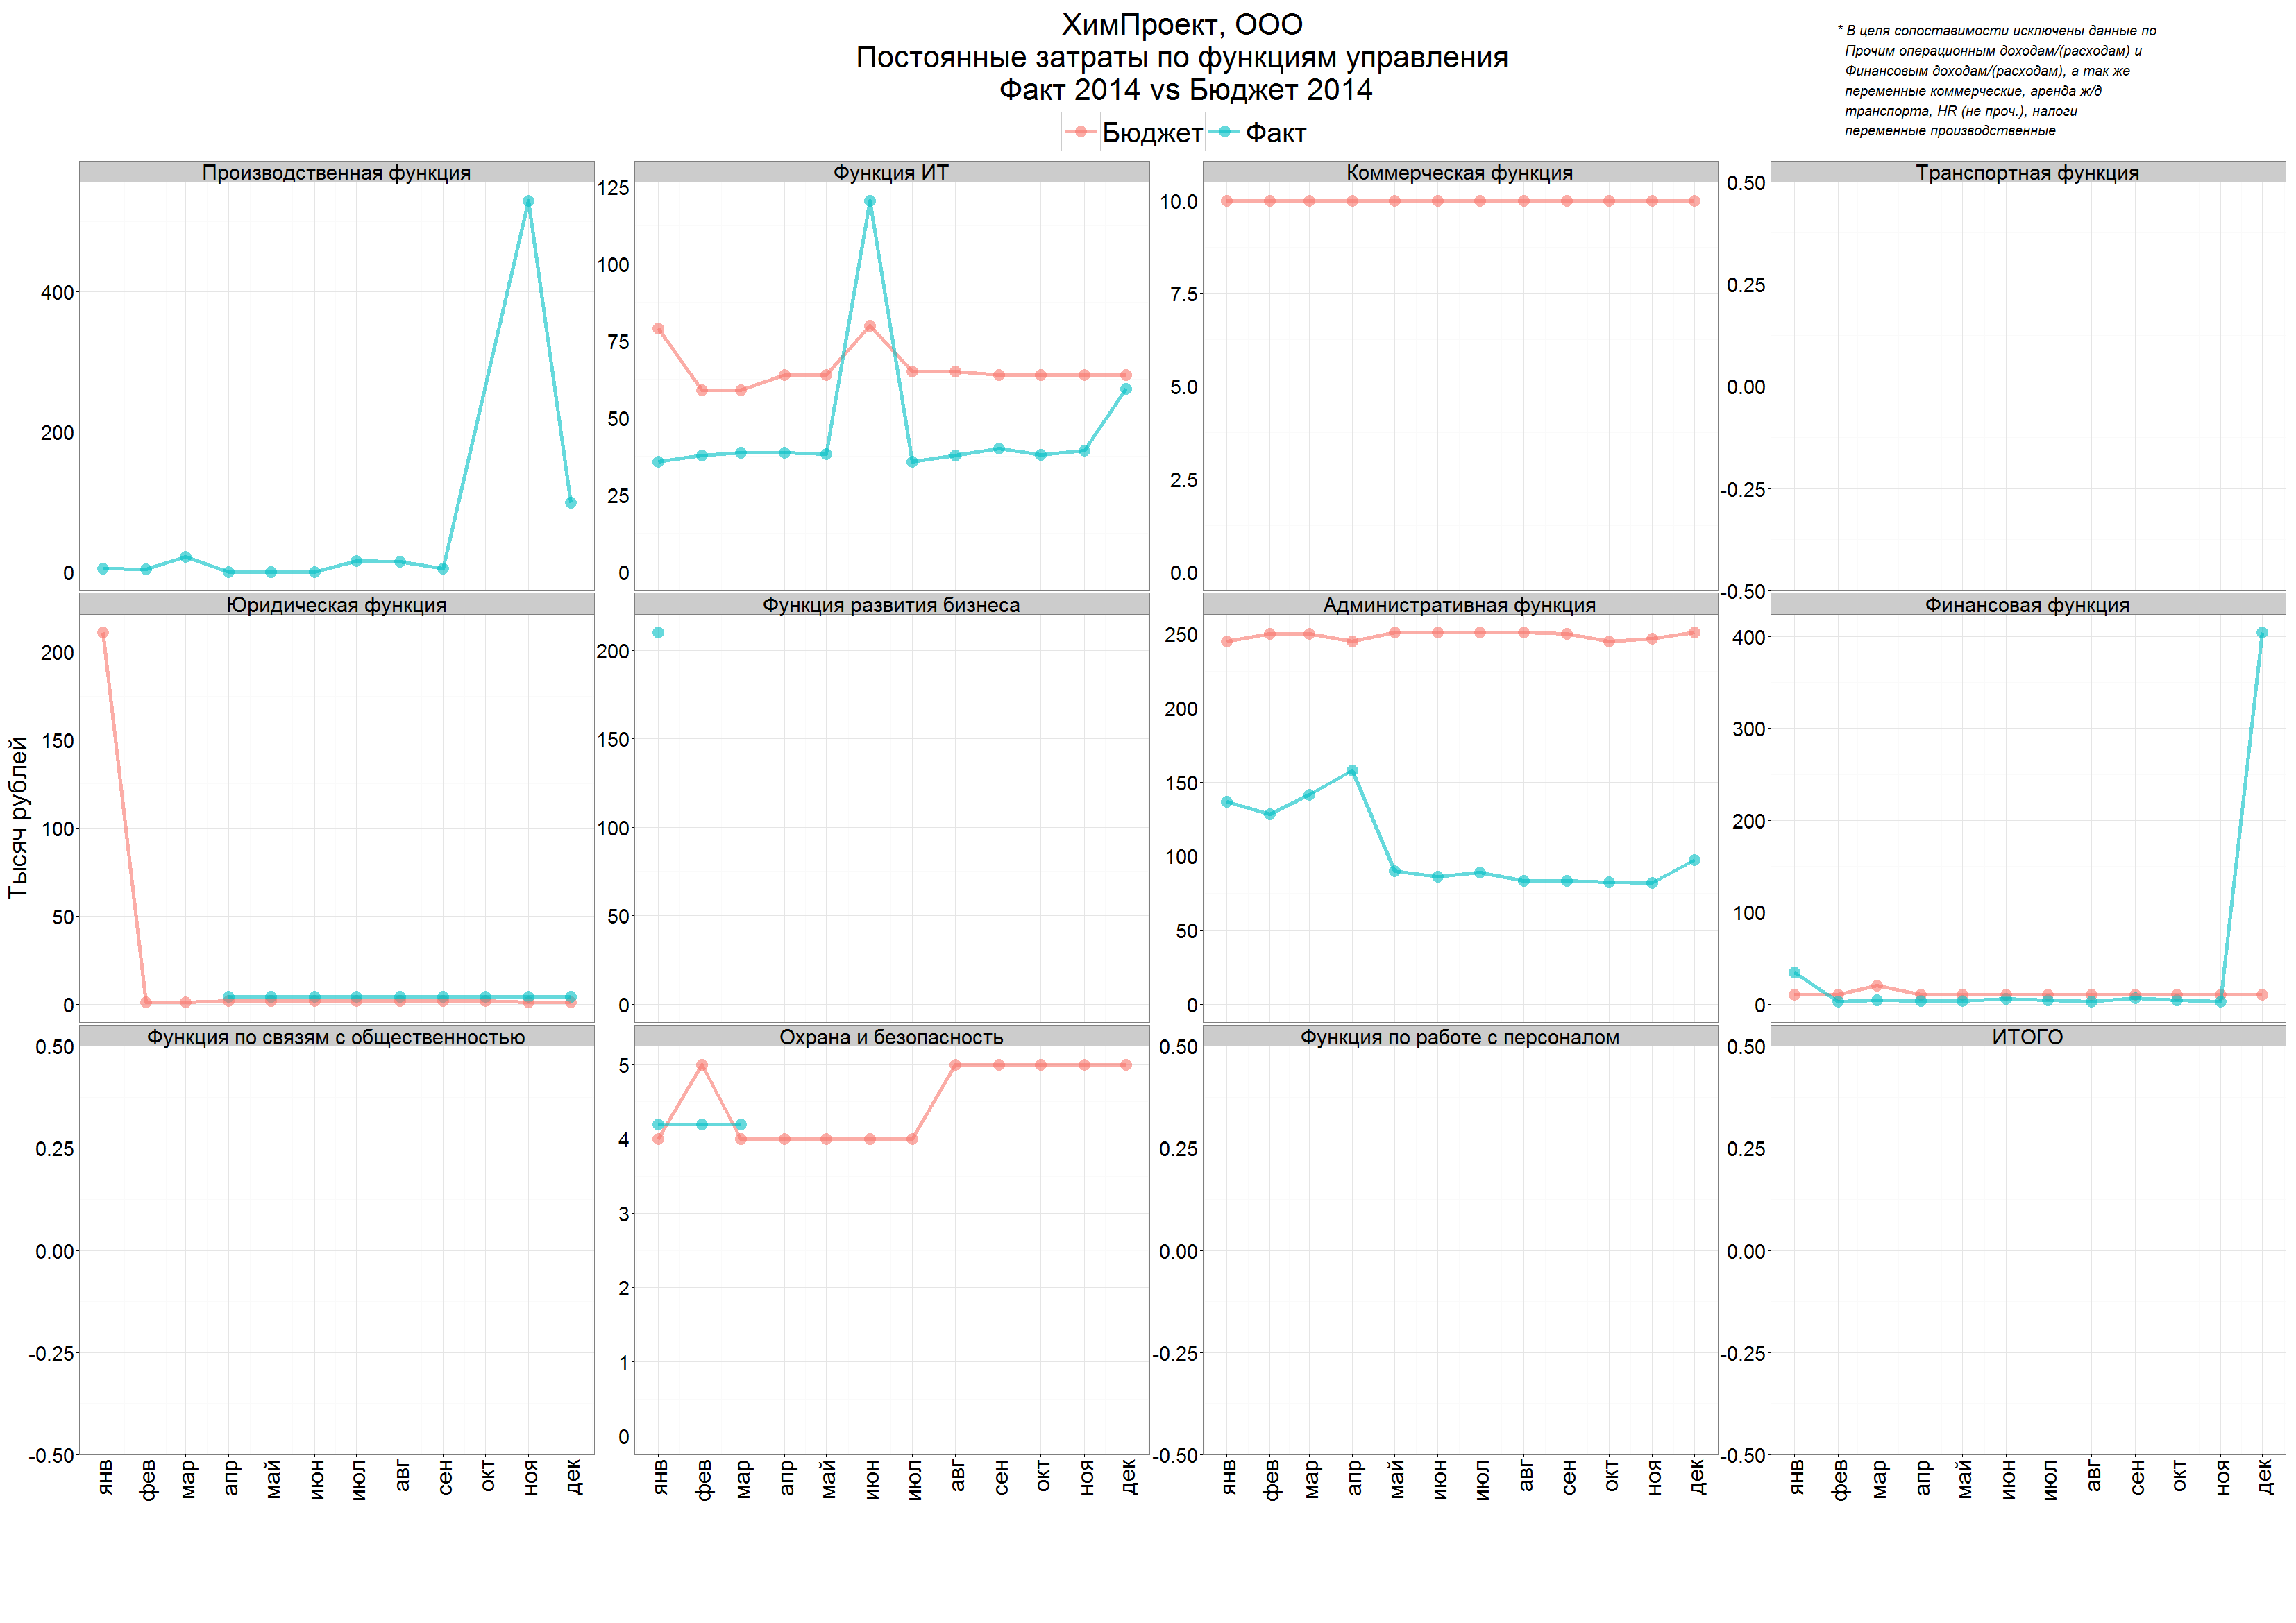 ХимПроект, ООО
Постоянные затраты по функциям управления
Факт 2014 vs Бюджет 2014
* В целя сопоставимости исключены данные по
Прочим операционным доходам/(расходам) и
Финансовым доходам/(расходам), а так же
переменные коммерческие, аренда ж/д
транспорта, HR (не проч.), налоги
переменные производственные
Бюджет Факт
Тысяч рублей
Производственная функция
400
200
0
Функция ИТ
125
100
75
50
25
0
Коммерческая функция
10.0
7.5
5.0
2.5
0.0
Транспортная функция
0.50
0.25
0.00
-0.25
-0.50
Юридическая функция
200
150
100
50
0
Функция развития бизнеса
200
150
100
50
0
Административная функция
250
200
150
100
50
0
Финансовая функция
400
300
200
100
0
Функция по связям с общественностью
0.50
0.25
0.00
-0.25
-0.50
Охрана и безопасность
5
4
3
2
1
0
Функция по работе с персоналом
0.50
0.25
0.00
-0.25
-0.50
ИТОГО
0.50
0.25
0.00
-0.25
-0.50
янв фев мар апр май июн июл авг сен окт ноя дек
янв фев мар апр май июн июл авг сен окт ноя дек
янв фев мар апр май июн июл авг сен окт ноя дек
янв фев мар апр май июн июл авг сен окт ноя дек